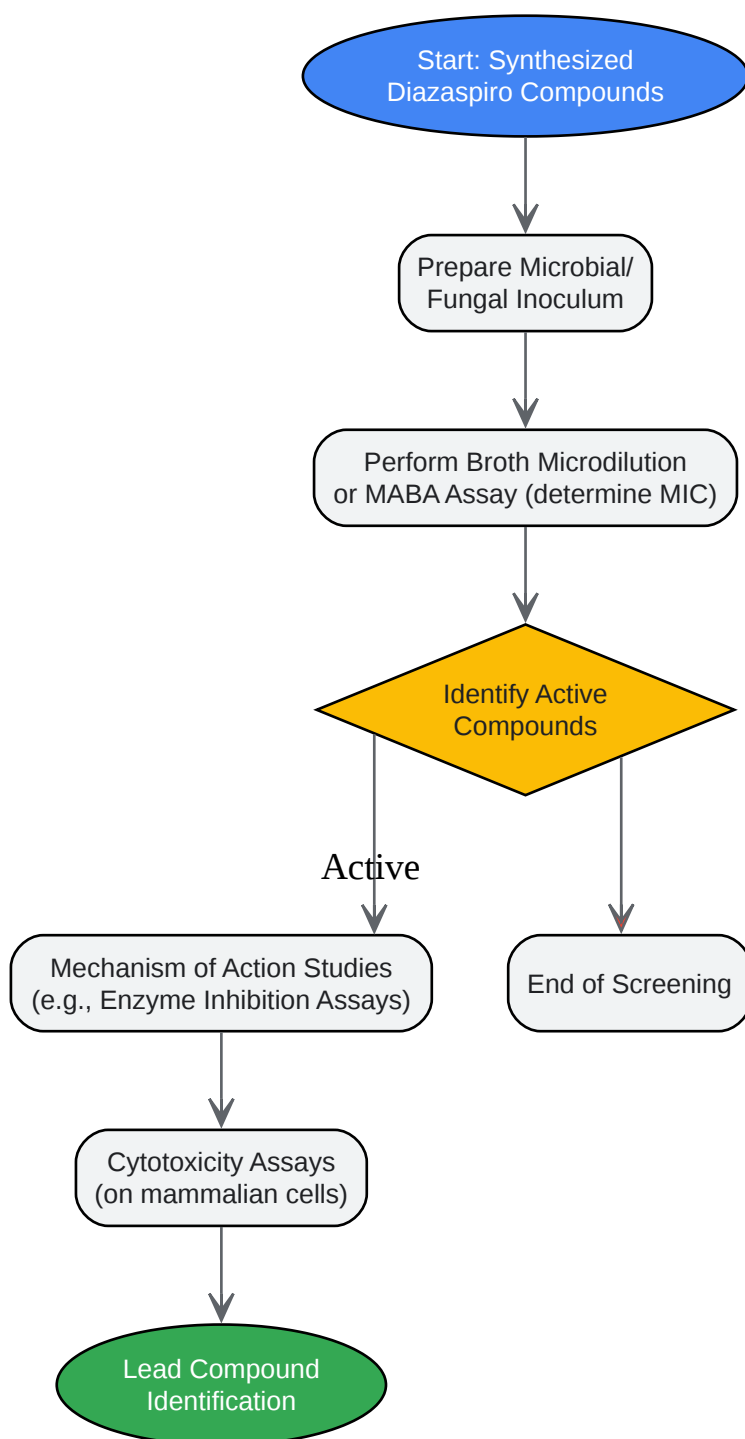 Start: Synthesized
Diazaspiro Compounds
Prepare Microbial/
Fungal Inoculum
Perform Broth Microdilution
or MABA Assay (determine MIC)
Identify Active
Compounds
Active
Mechanism of Action Studies
(e.g., Enzyme Inhibition Assays)
End of Screening
Cytotoxicity Assays
(on mammalian cells)
Lead Compound
Identification